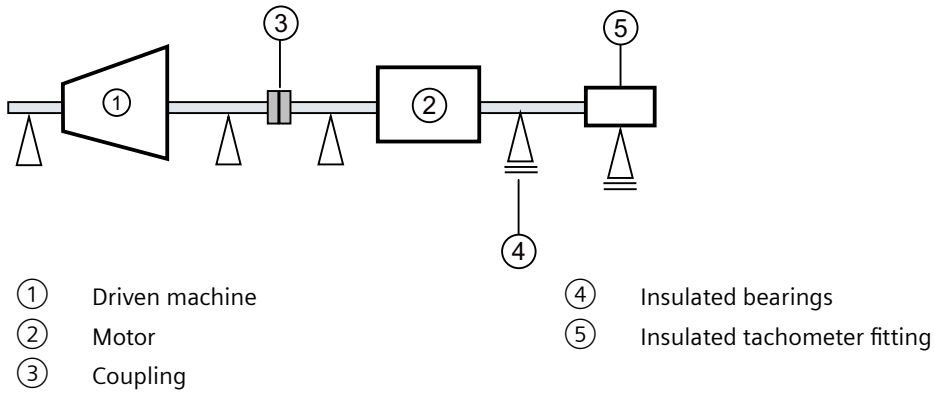 ③
⑤
①
②
④
① Driven machine
② Motor
③ Coupling
④ Insulated bearings
⑤ Insulated tachometer fitting